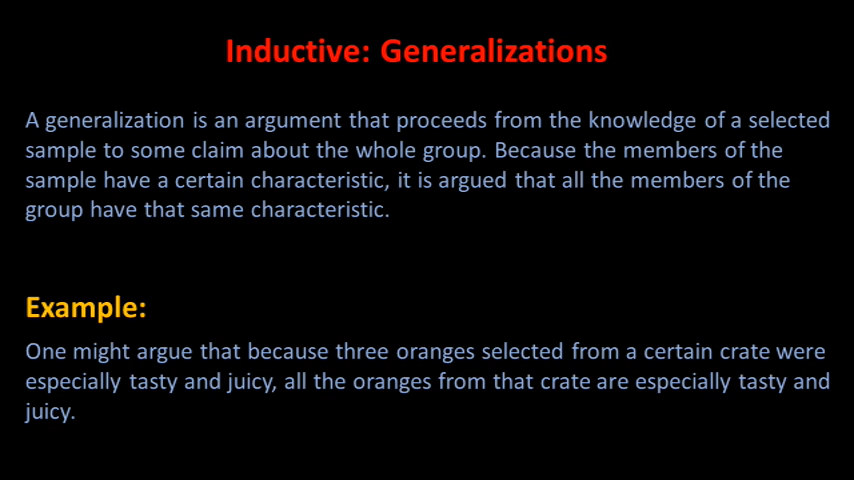 Inductive: Generalizations
A generalization is an argument that proceeds from the knowledge of a selected
sample to some claim about the whole group. Because the members of the
sample have a certain characteristic, it is argued that all the members of the
group have that same characteristic.
Example:
One might argue that because three oranges selected from a certain crate were
especially tasty and juicy, all the oranges from that crate are especially tasty and
juicy.